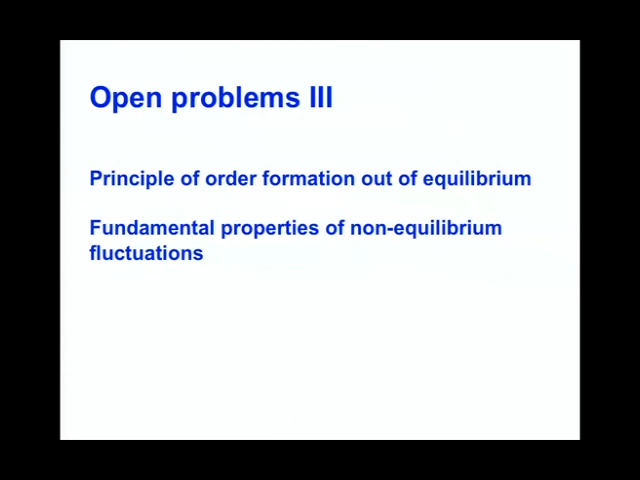 Open problems III
Principle of order formation out of equilibrium
Fundamental properties of non-equilibrium
fluctuations